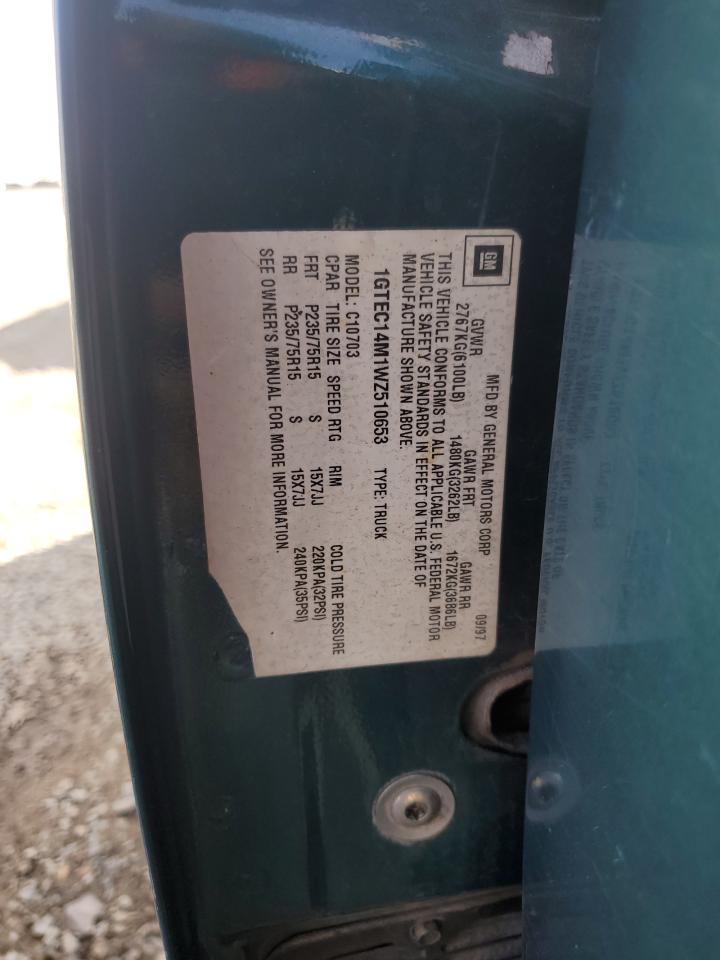 GM
MFD BY GENERAL MOTORS CORP 09/97
GVWR GAWR FRT GAWR RR
2767KG(6100LB) 1480KG(3262LB) 1672KG(3686LB)
THIS VEHICLE CONFORMS TO ALL APPLICABLE U.S. FEDERAL MOTOR
VEHICLE SAFETY STANDARDS IN EFFECT ON THE DATE OF
MANUFACTURE SHOWN ABOVE.
1GTEC14M1WZ510653 TYPE: TRUCK
MODEL: C10703
CPAR TIRE SIZE SPEED RTG RIM COLD TIRE PRESSURE
FRT P235/75R15 S 15X7JJ 220KPA(32PSI)
RR P235/75R15 S 15X7JJ 240KPA(35PSI)
SEE OWNER'S MANUAL FOR MORE INFORMATION.